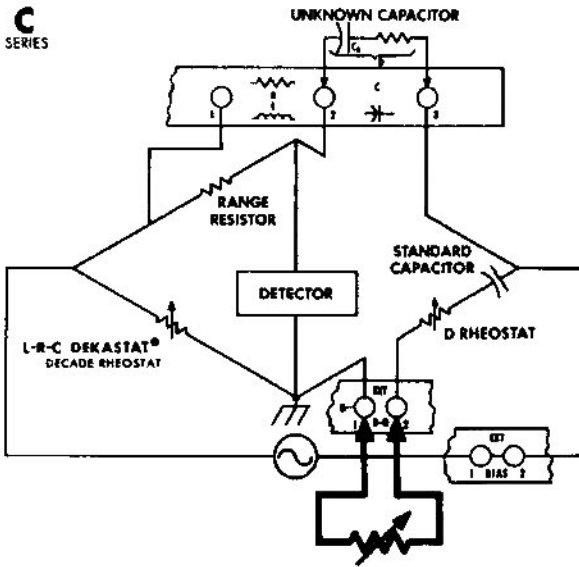 C
SERIES
UNKNOWN CAPACITOR
Cx
C
1
2
3
RANGE
RESISTOR
STANDARD
CAPACITOR
DETECTOR
D RHEOSTAT
L-R-C DEKASTAT®
DECADE RHEOSTAT
EXT
1 D-Q 2
EXT
1 BIAS 2